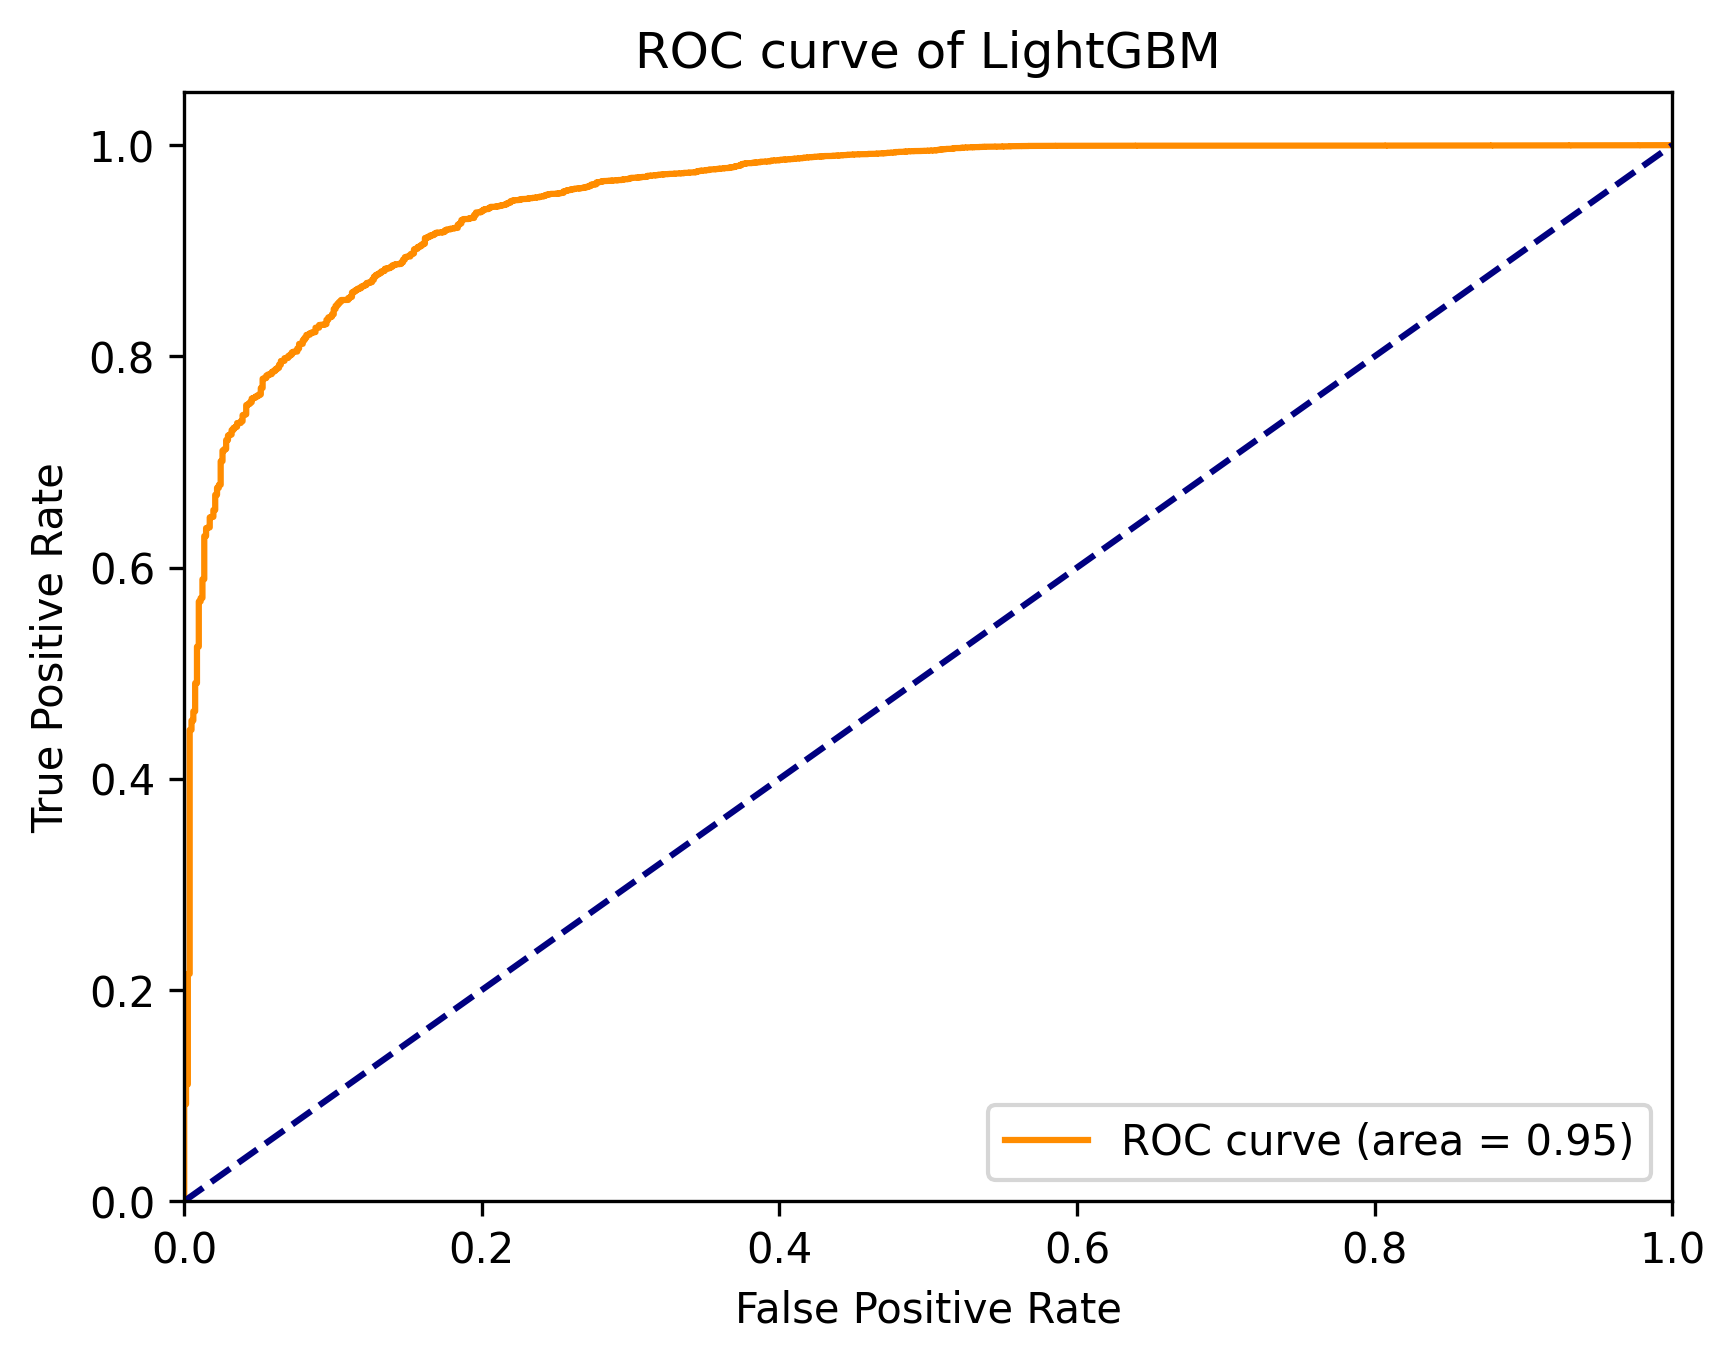 ROC curve of LightGBM
True Positive Rate
1.0
0.8
0.6
0.4
0.2
0.0
ROC curve (area = 0.95)
0.0 0.2 0.4 0.6 0.8 1.0
False Positive Rate